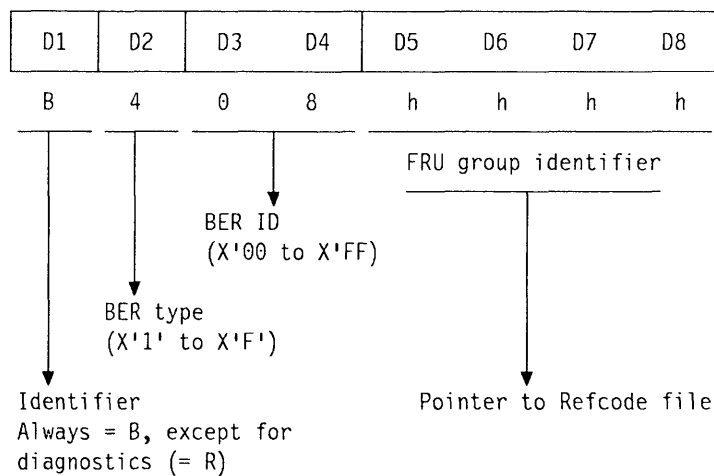 D1 D2 D3 D4 D5 D6 D7 D8
B 4 0 8 h h h h
FRU group identifier
BER ID
(X'00 to X'FF)
BER type
(X'1' to X'F')
Identifier
Always = B, except for
diagnostics (= R)
Pointer to Refcode file